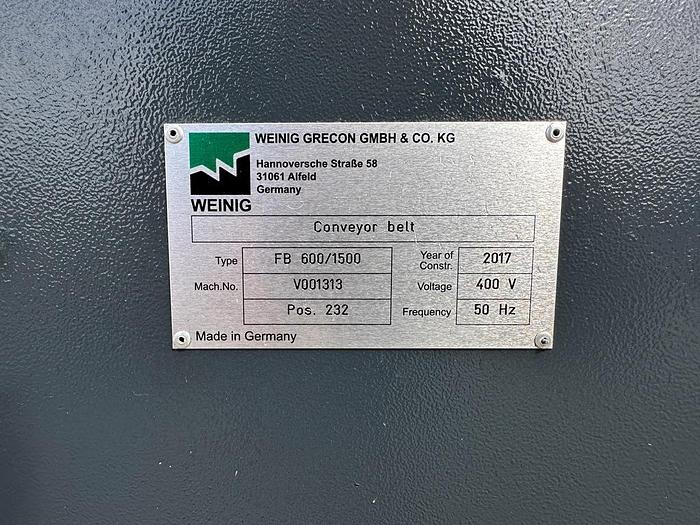 WEINIG GRECON GMBH & CO. KG
Hannoversche Straße 58
31061 Alfeld
Germany
WEINIG
Conveyor belt
Type FB 600/1500 Year of Constr. 2017
Mach.No. V001313 Voltage 400 V
Pos. 232 Frequency 50 Hz
Made in Germany